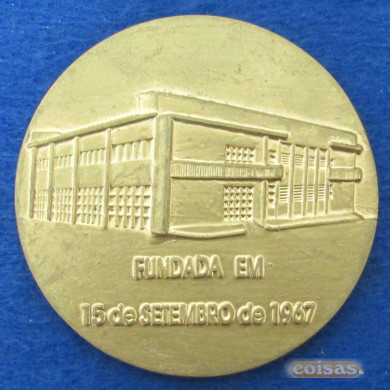 FUNDADA EM
15 de SETEMBRO de 1967
coisas